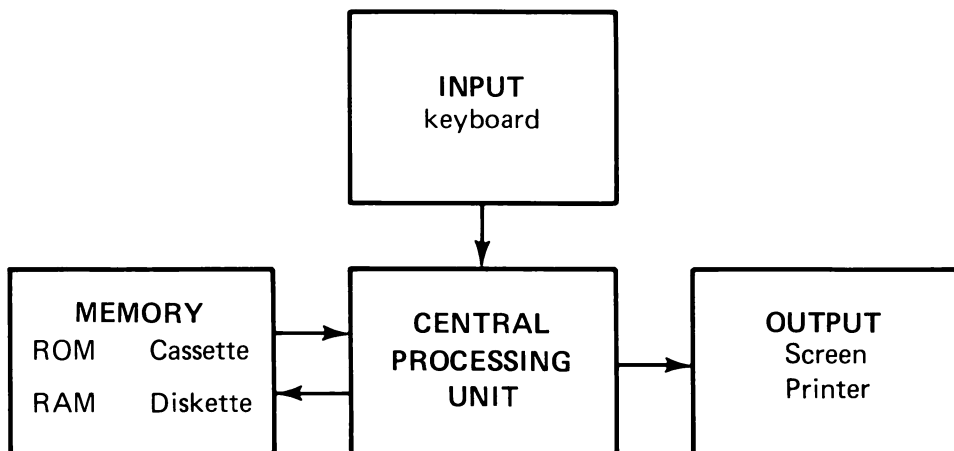 INPUT
keyboard
MEMORY
ROM Cassette
RAM Diskette
CENTRAL
PROCESSING
UNIT
OUTPUT
Screen
Printer